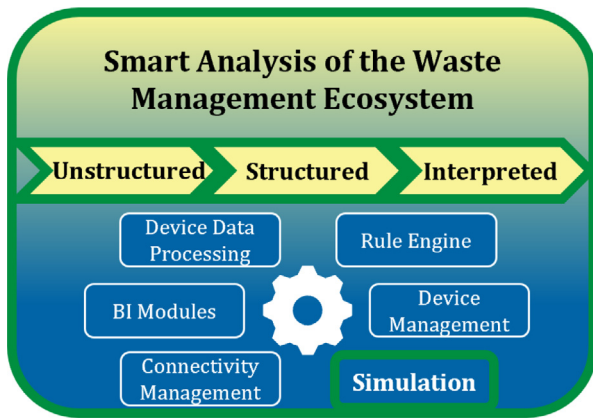 Smart Analysis of the Waste
Management Ecosystem
Unstructured Structured Interpreted
Device Data
Processing
Rule Engine
BI Modules
Device
Management
Connectivity
Management
Simulation